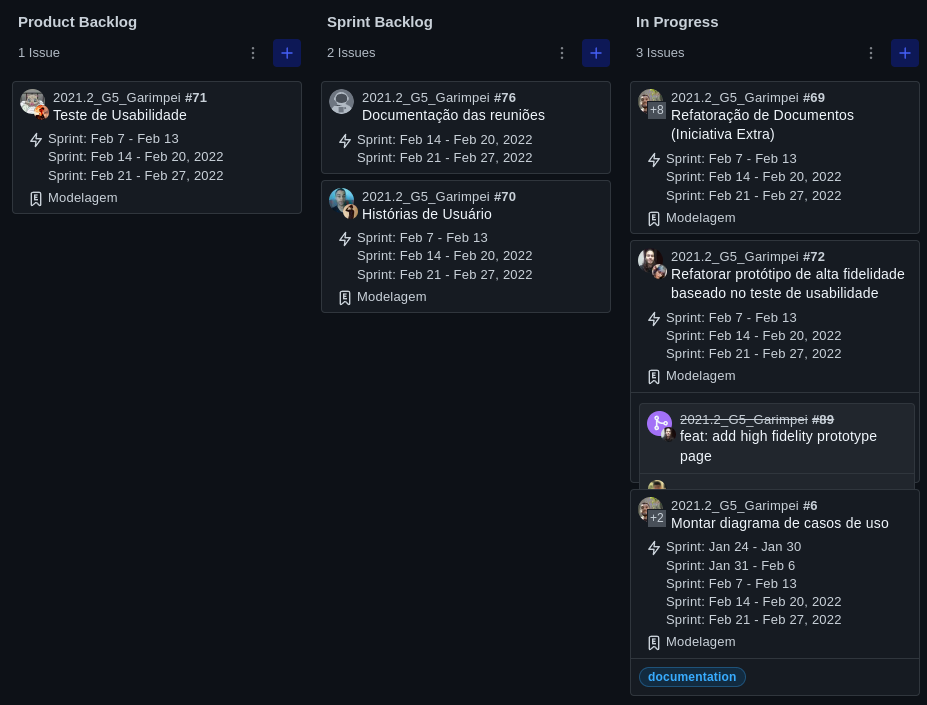 Product Backlog
1 Issue
2021.2_G5_Garimpei #71
Teste de Usabilidade
Sprint: Feb 7 - Feb 13
Sprint: Feb 14 - Feb 20, 2022
Sprint: Feb 21 - Feb 27, 2022
Modelagem
Sprint Backlog
2 Issues
2021.2_G5_Garimpei #76
Documentação das reuniões
Sprint: Feb 14 - Feb 20, 2022
Sprint: Feb 21 - Feb 27, 2022
2021.2_G5_Garimpei #70
Histórias de Usuário
Sprint: Feb 7 - Feb 13
Sprint: Feb 14 - Feb 20, 2022
Sprint: Feb 21 - Feb 27, 2022
Modelagem
In Progress
3 Issues
+8
2021.2_G5_Garimpei #69
Refatoração de Documentos
(Iniciativa Extra)
Sprint: Feb 7 - Feb 13
Sprint: Feb 14 - Feb 20, 2022
Sprint: Feb 21 - Feb 27, 2022
Modelagem
2021.2_G5_Garimpei #72
Refatorar protótipo de alta fidelidade
baseado no teste de usabilidade
Sprint: Feb 7 - Feb 13
Sprint: Feb 14 - Feb 20, 2022
Sprint: Feb 21 - Feb 27, 2022
Modelagem
2021.2_G5_Garimpei #89
feat: add high fidelity prototype
page
+2
2021.2_G5_Garimpei #6
Montar diagrama de casos de uso
Sprint: Jan 24 - Jan 30
Sprint: Jan 31 - Feb 6
Sprint: Feb 7 - Feb 13
Sprint: Feb 14 - Feb 20, 2022
Sprint: Feb 21 - Feb 27, 2022
Modelagem
documentation